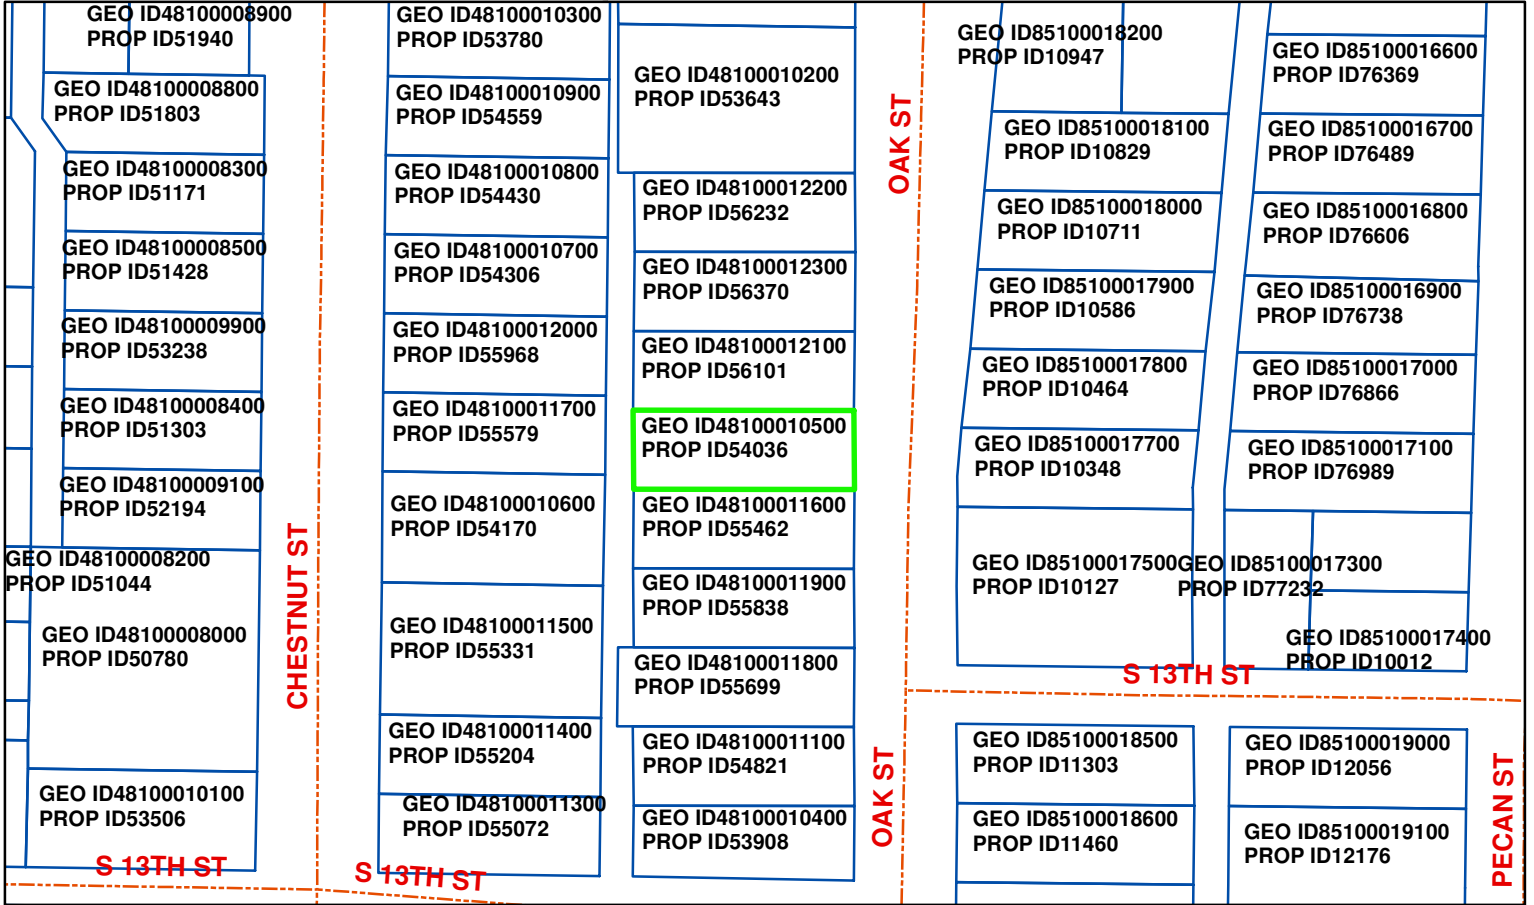 GEO ID48100008900
PROP ID51940
GEO ID48100008800
PROP ID51803
GEO ID48100008300
PROP ID51171
GEO ID48100008500
PROP ID51428
GEO ID48100009900
PROP ID53238
GEO ID48100008400
PROP ID51303
GEO ID48100009100
PROP ID52194
GEO ID48100008200
PROP ID51044
GEO ID48100008000
PROP ID50780
GEO ID48100010100
PROP ID53506
S 13TH ST
CHESTNUT ST
GEO ID48100010300
PROP ID53780
GEO ID48100010900
PROP ID54559
GEO ID48100010800
PROP ID54430
GEO ID48100010700
PROP ID54306
GEO ID48100012000
PROP ID55968
GEO ID48100011700
PROP ID55579
GEO ID48100010600
PROP ID54170
GEO ID48100011500
PROP ID55331
GEO ID48100011400
PROP ID55204
GEO ID48100011300
PROP ID55072
S 13TH ST
GEO ID48100010200
PROP ID53643
GEO ID48100012200
PROP ID56232
GEO ID48100012300
PROP ID56370
GEO ID48100012100
PROP ID56101
GEO ID48100010500
PROP ID54036
GEO ID48100011600
PROP ID55462
GEO ID48100011900
PROP ID55838
GEO ID48100011800
PROP ID55699
GEO ID48100011100
PROP ID54821
GEO ID48100010400
PROP ID53908
OAK ST
OAK ST
GEO ID85100018200
PROP ID10947
GEO ID85100018100
PROP ID10829
GEO ID85100018000
PROP ID10711
GEO ID85100017900
PROP ID10586
GEO ID85100017800
PROP ID10464
GEO ID85100017700
PROP ID10348
GEO ID85100017500
PROP ID10127
S 13TH ST
GEO ID85100018500
PROP ID11303
GEO ID85100018600
PROP ID11460
GEO ID85100016600
PROP ID76369
GEO ID85100016700
PROP ID76489
GEO ID85100016800
PROP ID76606
GEO ID85100016900
PROP ID76738
GEO ID85100017000
PROP ID76866
GEO ID85100017100
PROP ID76989
GEO ID85100017300
PROP ID77232
GEO ID85100017400
PROP ID10012
GEO ID85100019000
PROP ID12056
GEO ID85100019100
PROP ID12176
PECAN ST